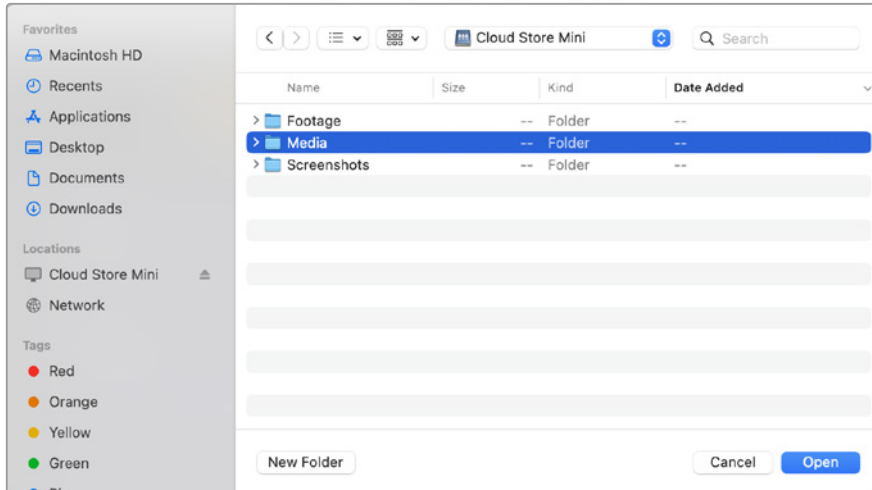 Favorites
Macintosh HD
Recents
Applications
Desktop
Documents
Downloads
Locations
Cloud Store Mini
Network
Tags
Red
Orange
Yellow
Green
Cloud Store Mini
Search
Name Size Kind Date Added
Footage -- Folder --
Media -- Folder --
Screenshots -- Folder --
New Folder Cancel Open